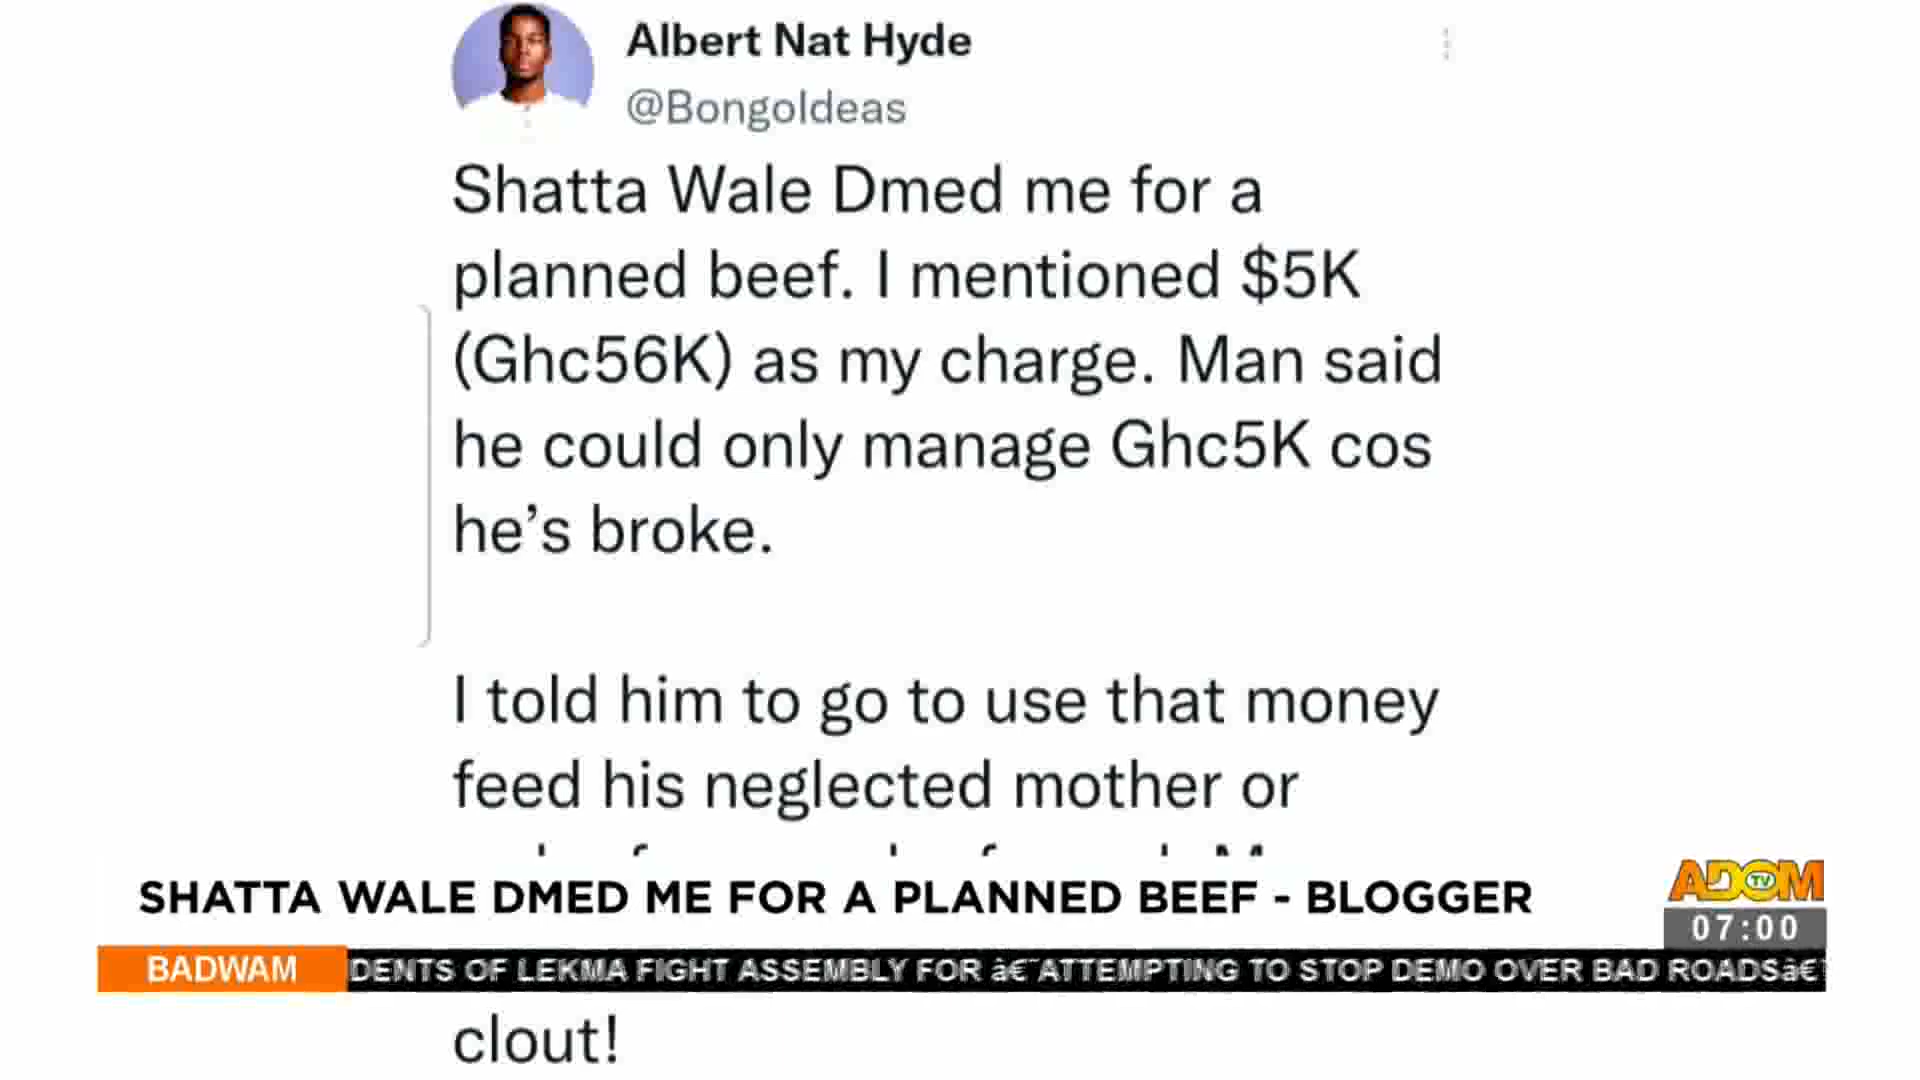 Albert Nat Hyde
@BongoIdeas
Shatta Wale Dmed me for a
planned beef. I mentioned $5K
(Ghc56K) as my charge. Man said
he could only manage Ghc5K cos
he's broke.
I told him to go to use that money
feed his neglected mother or
SHATTA WALE DMED ME FOR A PLANNED BEEF - BLOGGER
ADOM TV
07:00
BADWAM
DENTS OF LEKMA FIGHT ASSEMBLY FOR â€˜ATTEMPTING TO STOP DEMO OVER BAD ROADSâ€
clout!